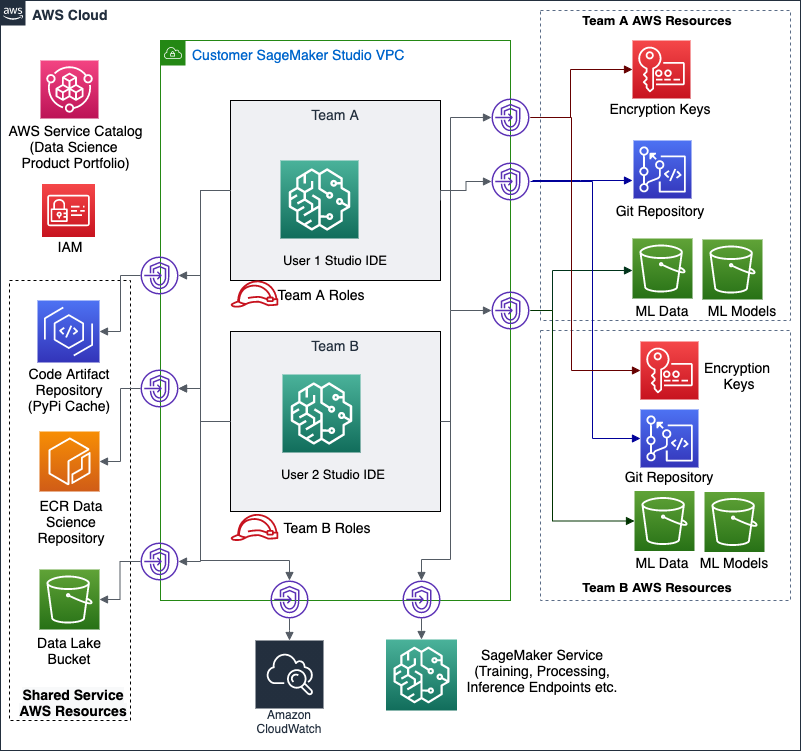 aws
AWS Cloud
Team A AWS Resources
Customer SageMaker Studio VPC
AWS Service Catalog
(Data Science
Product Portfolio)
IAM
Team A
User 1 Studio IDE
Team A Roles
Encryption Keys
Git Repository
ML Data
ML Models
Code Artifact
Repository
(PyPi Cache)
ECR Data
Science
Repository
Data Lake
Bucket
Shared Service
AWS Resources
Team B
User 2 Studio IDE
Team B Roles
Encryption
Keys
Git Repository
ML Data
ML Models
Team B AWS Resources
Amazon
CloudWatch
SageMaker Service
(Training, Processing,
Inference Endpoints etc.